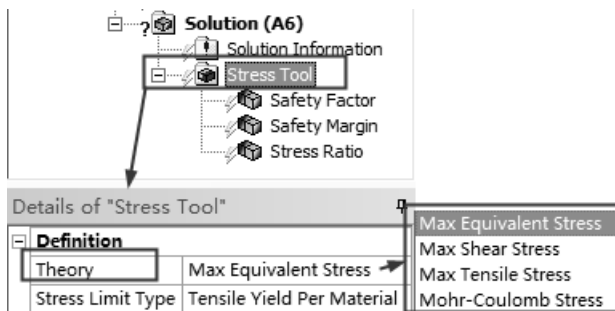 Solution (A6)
Solution Information
Stress Tool
Safety Factor
Safety Margin
Stress Ratio
Details of "Stress Tool"
Definition
Theory Max Equivalent Stress
Stress Limit Type Tensile Yield Per Material
Max Equivalent Stress
Max Shear Stress
Max Tensile Stress
Mohr-Coulomb Stress